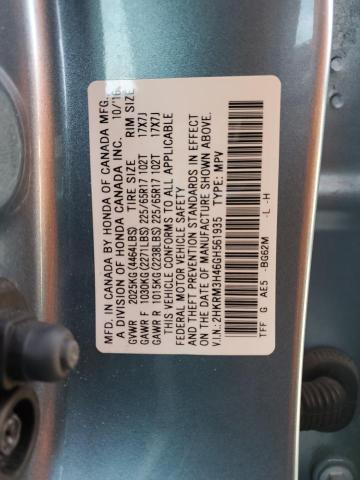 MFD. IN CANADA BY HONDA OF CANADA MFG.
A DIVISION OF HONDA CANADA INC. 10/16
GVWR 2025KG(4464LBS) TIRE SIZE RIM SIZE
GAWR F 1030KG(2271LBS) 225/65R17 102T 17X7J
GAWR R 1015KG(2238LBS) 225/65R17 102T 17X7J
THIS VEHICLE CONFORMS TO ALL APPLICABLE
FEDERAL MOTOR VEHICLE SAFETY
AND THEFT PREVENTION STANDARDS IN EFFECT
ON THE DATE OF MANUFACTURE SHOWN ABOVE.
V.I.N.: 2HKRM3H46GH561935 TYPE: MPV
TFF G AE5 -BG62M -L -H